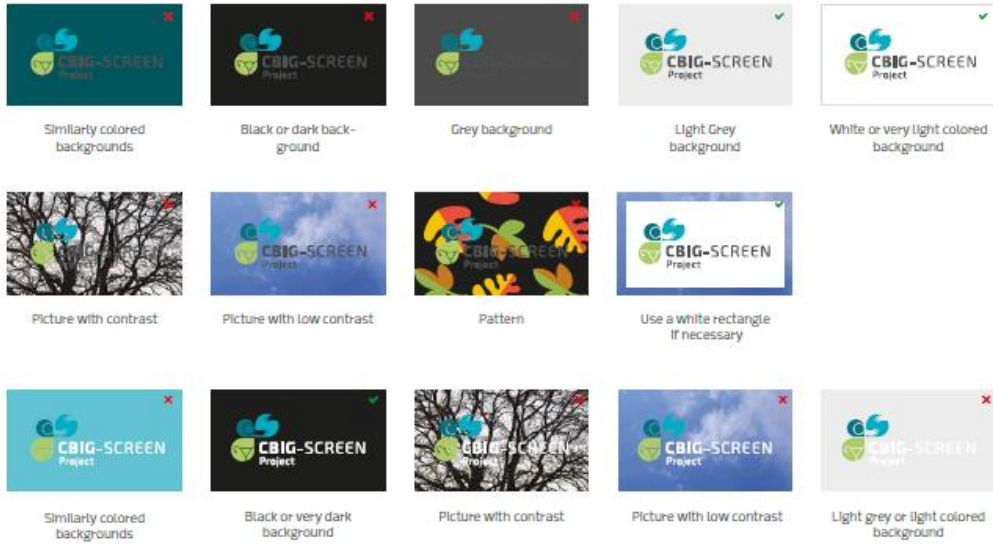 CBIG-SCREEN
Project
CBIG-SCREEN
Project
CBIG-SCREEN
Project
CBIG-SCREEN
Project
CBIG-SCREEN
Project
Similarly colored
backgrounds
Black or dark back-
ground
Grey background
Light Grey
background
White or very light colored
background
CBIG-SCREEN
Project
CBIG-SCREEN
Project
CBIG-SCREEN
Project
CBIG-SCREEN
Project
Picture with contrast
Picture with low contrast
Pattern
Use a white rectangle
if necessary
CBIG-SCREEN
Project
CBIG-SCREEN
Project
CBIG-SCREEN
Project
CBIG-SCREEN
Project
CBIG-SCREEN
Project
Similarly colored
backgrounds
Black or very dark
background
Picture with contrast
Picture with low contrast
Light grey or light colored
background